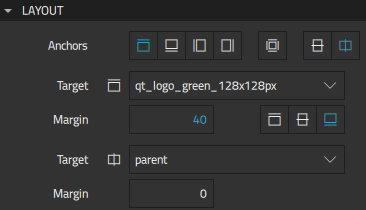 LAYOUT
Anchors
Target qt_logo_green_128x128px
Margin 40
Target parent
Margin 0